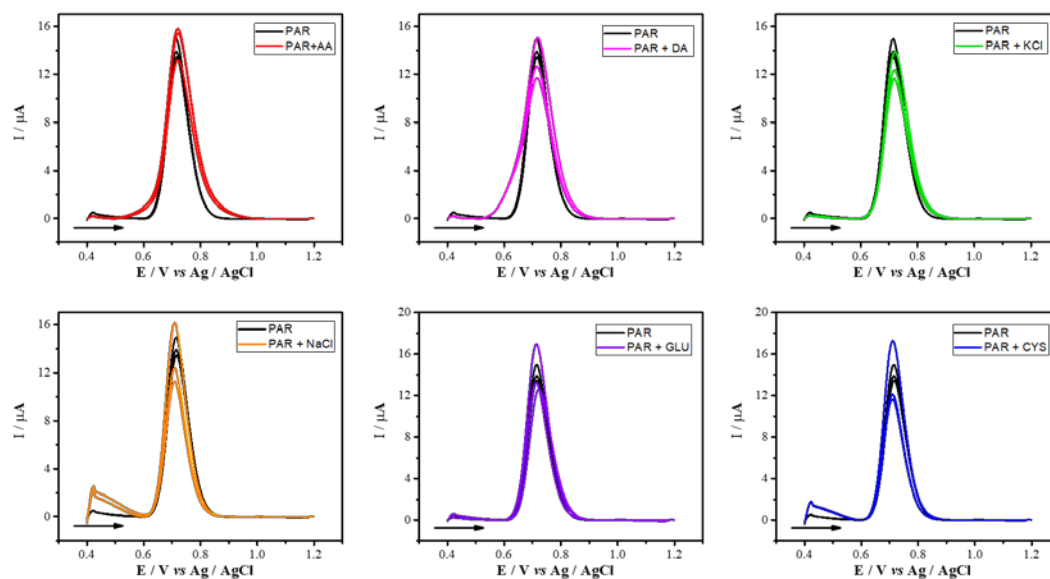 PAR
PAR+AA
I / µA
16
12
8
4
0
0.4 0.6 0.8 1.0 1.2
E / V vs Ag / AgCl
PAR
PAR + DA
I / µA
16
12
8
4
0
0.4 0.6 0.8 1.0 1.2
E / V vs Ag / AgCl
PAR
PAR + KCl
I / µA
16
12
8
4
0
0.4 0.6 0.8 1.0 1.2
E / V vs Ag / AgCl
PAR
PAR + NaCl
I / µA
16
12
8
4
0
0.4 0.6 0.8 1.0 1.2
E / V vs Ag / AgCl
PAR
PAR + GLU
I / µA
20
16
12
8
4
0
0.4 0.6 0.8 1.0 1.2
E / V vs Ag / AgCl
PAR
PAR + CYS
I / µA
20
16
12
8
4
0
0.4 0.6 0.8 1.0 1.2
E / V vs Ag / AgCl